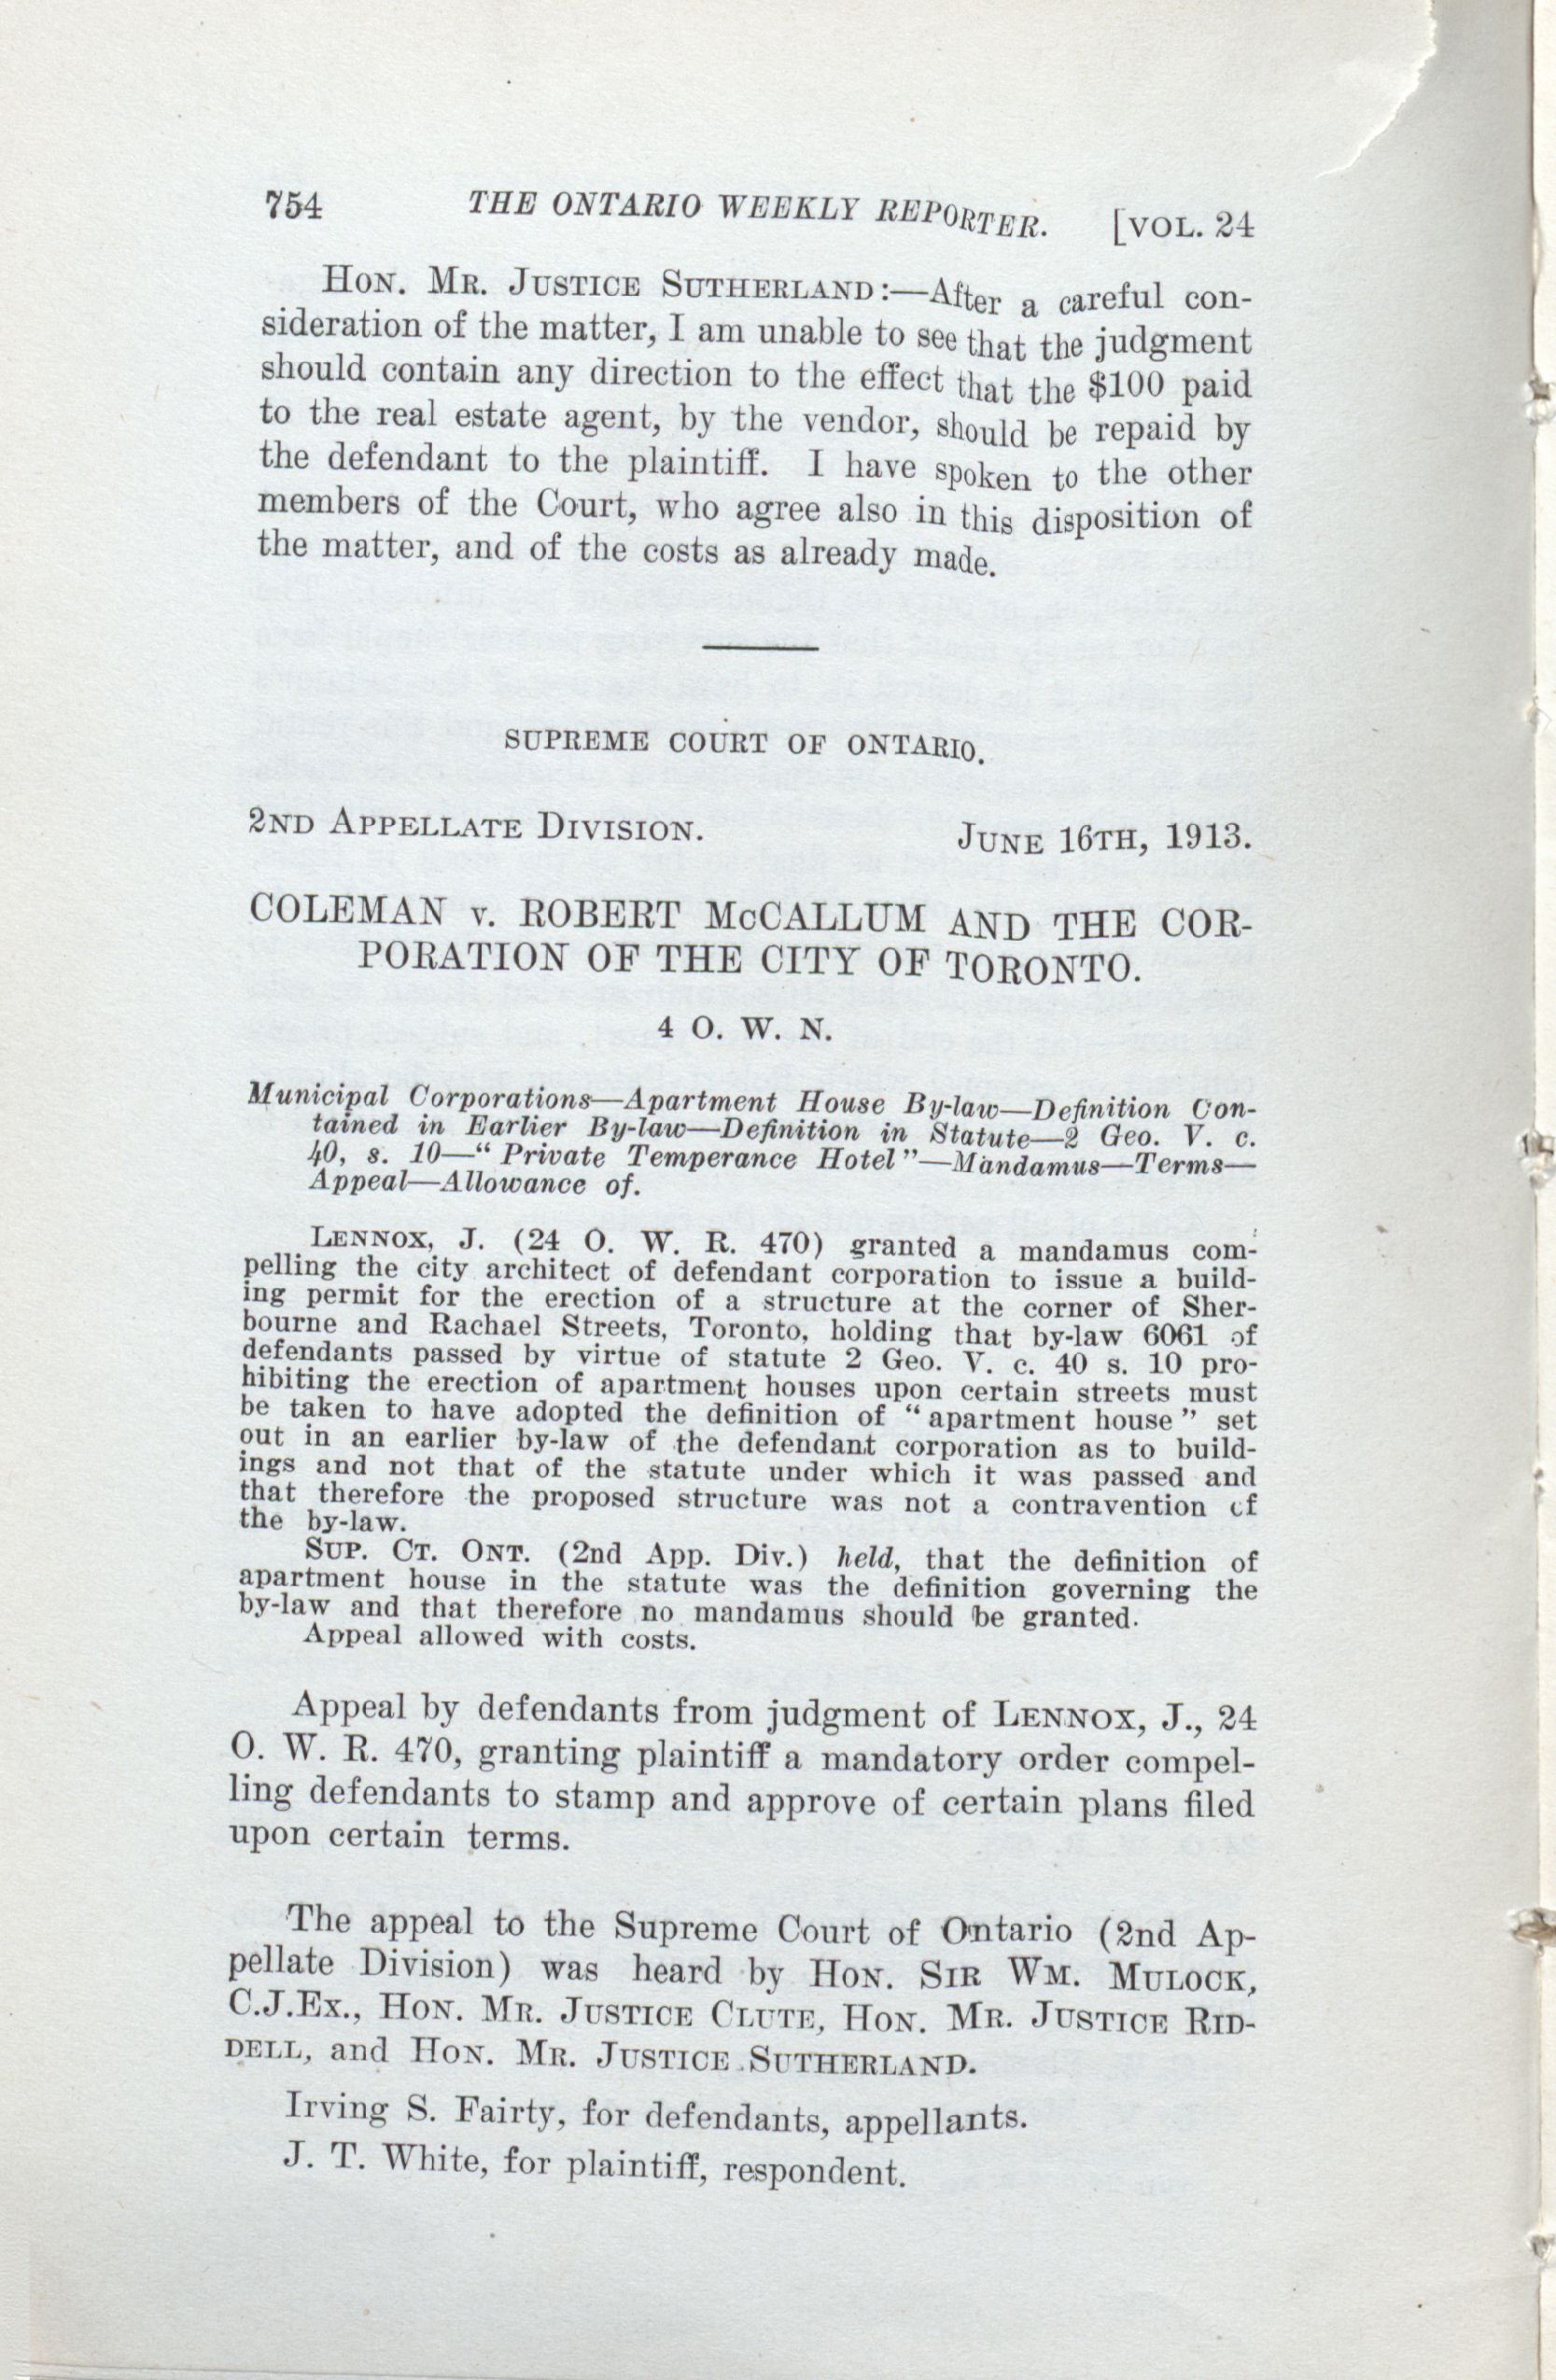 754 THE ONTARIO WEEKLY REPORTER. [VOL. 24
HON. MR. JUSTICE SUTHERLAND:—After a careful con-
sideration of the matter, I am unable to see that the judgment
should contain any direction to the effect that the $100 paid
to the real estate agent, by the vendor, should be repaid by
the defendant to the plaintiff. I have spoken to the other
members of the Court, who agree also in this disposition of
the matter, and of the costs as already made.
SUPREME COURT OF ONTARIO.
2ND APPELLATE DIVISION. JUNE 16TH, 1913.
COLEMAN v. ROBERT McCALLUM AND THE COR-
PORATION OF THE CITY OF TORONTO.
4 O. W. N.
Municipal Corporations—Apartment House By-law—Definition Con-
tained in Earlier By-law—Definition in Statute—2 Geo. V. c.
40, s. 10—“Private Temperance Hotel”—Mandamus—Terms—
Appeal—Allowance of.
LENNOX, J. (24 O. W. R. 470) granted a mandamus com-
pelling the city architect of defendant corporation to issue a build-
ing permit for the erection of a structure at the corner of Sher-
bourne and Rachael Streets, Toronto, holding that by-law 6061 of
defendants passed by virtue of statute 2 Geo. V. c. 40 s. 10 pro-
hibiting the erection of apartment houses upon certain streets must
be taken to have adopted the definition of “apartment house” set
out in an earlier by-law of the defendant corporation as to build-
ings and not that of the statute under which it was passed and
that therefore the proposed structure was not a contravention of
the by-law.
SUP. CT. ONT. (2nd App. Div.) held, that the definition of
apartment house in the statute was the definition governing the
by-law and that therefore no mandamus should be granted.
Appeal allowed with costs.
Appeal by defendants from judgment of LENNOX, J., 24
O. W. R. 470, granting plaintiff a mandatory order compel-
ling defendants to stamp and approve of certain plans filed
upon certain terms.
The appeal to the Supreme Court of Ontario (2nd Ap-
pellate Division) was heard by HON. SIR WM. MULOCK,
C.J.EX., HON. MR. JUSTICE CLUTE, HON. MR. JUSTICE RID-
DELL, and HON. MR. JUSTICE SUTHERLAND.
Irving S. Fairty, for defendants, appellants.
J. T. White, for plaintiff, respondent.